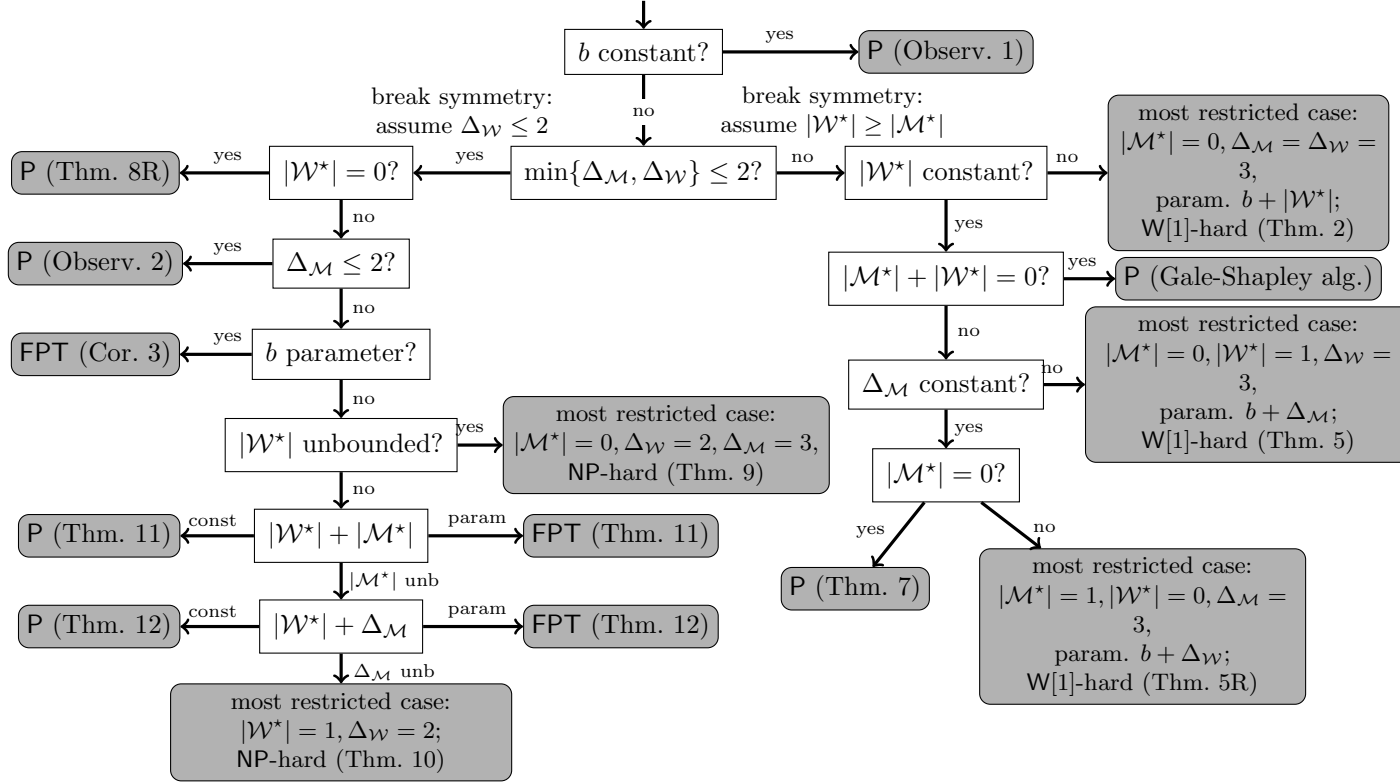 b constant?
yes
P (Observ. 1)
no
break symmetry:
assume Δ_𝒲 ≤ 2
break symmetry:
assume |𝒲⋆| ≥ |ℳ⋆|
P (Thm. 8R)
yes
|𝒲⋆| = 0?
yes
min{Δ_ℳ, Δ_𝒲} ≤ 2?
no
|𝒲⋆| constant?
no
most restricted case:
|ℳ⋆| = 0, Δ_ℳ = Δ_𝒲 =
3,
param. b + |𝒲⋆|;
W[1]-hard (Thm. 2)
no
yes
P (Observ. 2)
yes
Δ_ℳ ≤ 2?
|ℳ⋆| + |𝒲⋆| = 0?
yes
P (Gale-Shapley alg.)
no
no
FPT (Cor. 3)
yes
b parameter?
Δ_ℳ constant?
no
most restricted case:
|ℳ⋆| = 0, |𝒲⋆| = 1, Δ_𝒲 =
3,
param. b + Δ_ℳ;
W[1]-hard (Thm. 5)
no
yes
|𝒲⋆| unbounded?
yes
most restricted case:
|ℳ⋆| = 0, Δ_𝒲 = 2, Δ_ℳ = 3,
NP-hard (Thm. 9)
|ℳ⋆| = 0?
no
yes
no
P (Thm. 11)
const
|𝒲⋆| + |ℳ⋆|
param
FPT (Thm. 11)
P (Thm. 7)
most restricted case:
|ℳ⋆| = 1, |𝒲⋆| = 0, Δ_ℳ =
3,
param. b + Δ_𝒲;
W[1]-hard (Thm. 5R)
|ℳ⋆| unb
P (Thm. 12)
const
|𝒲⋆| + Δ_ℳ
param
FPT (Thm. 12)
Δ_ℳ unb
most restricted case:
|𝒲⋆| = 1, Δ_𝒲 = 2;
NP-hard (Thm. 10)